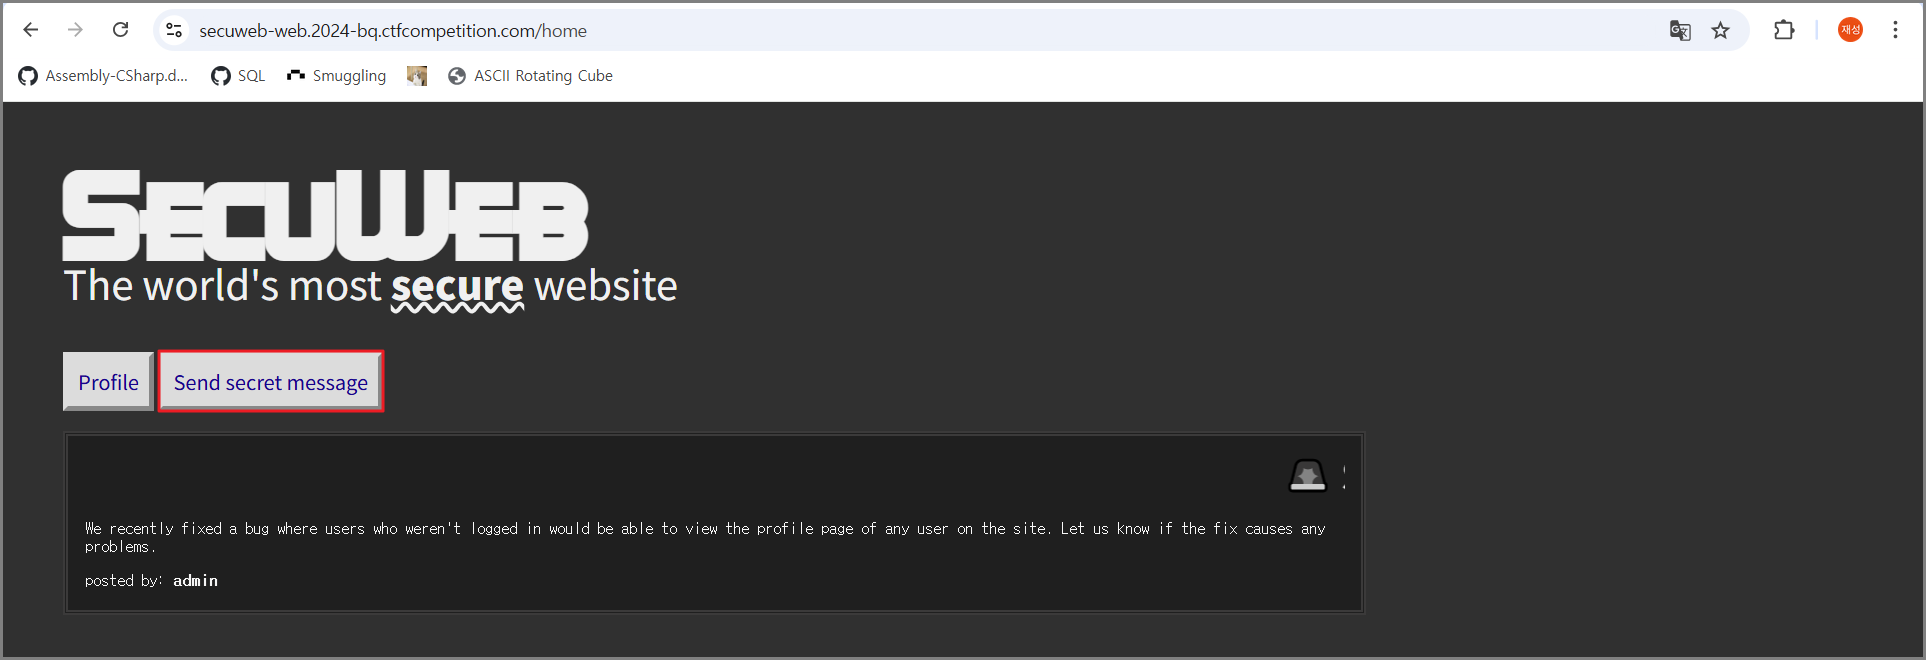 secuweb-web.2024-bq.ctfcompetition.com/home
재성
Assembly-CSharp.d... SQL Smuggling ASCII Rotating Cube
SECUWEB
The world's most secure website
Profile Send secret message
We recently fixed a bug where users who weren't logged in would be able to view the profile page of any user on the site. Let us know if the fix causes any
problems.
posted by: admin